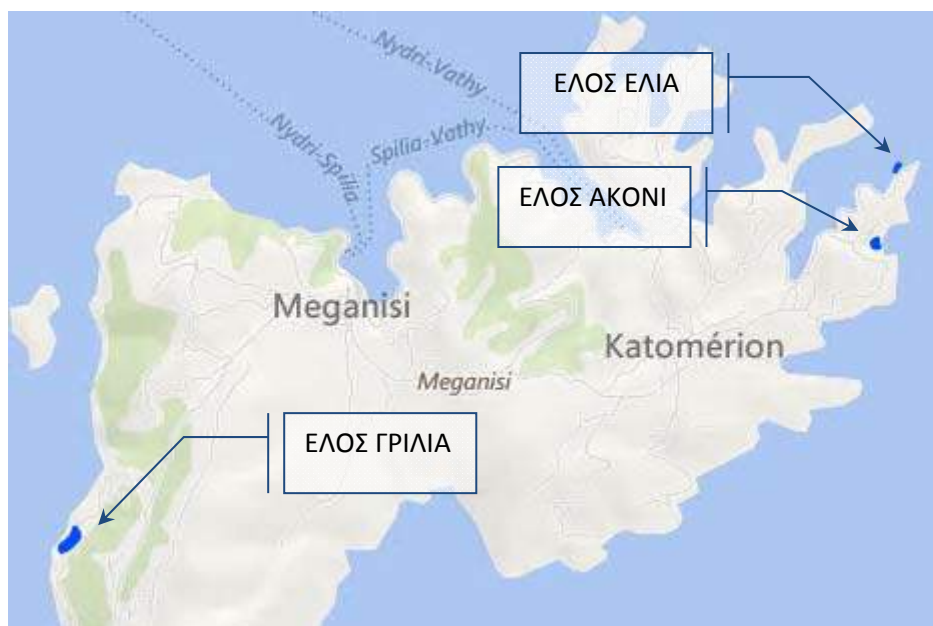 Nydri-Vathy
ΕΛΟΣ ΕΛΙΑ
Nydri-Spilia
Spilia-Vathy
ΕΛΟΣ ΑΚΟΝΙ
Meganisi
Katomérion
Meganisi
ΕΛΟΣ ΓΡΙΛΙΑ